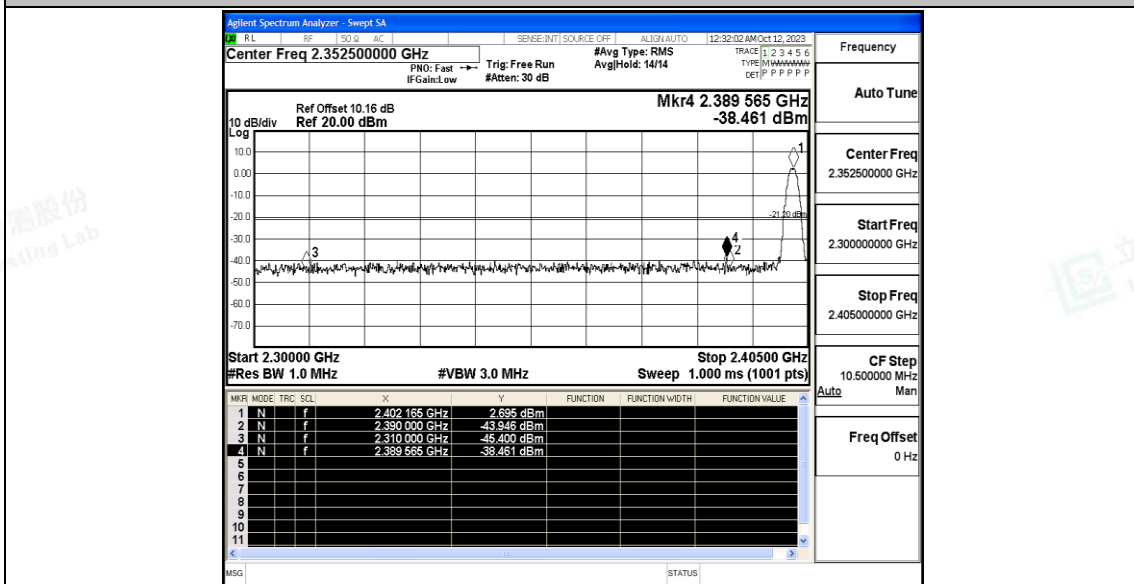 Agilent Spectrum Analyzer - Swept SA
RL RF 50 Ω AC SENSE:INT SOURCE OFF ALIGNAUTO 12:32:02 AM Oct 12, 2023
Center Freq 2.352500000 GHz
PNO: Fast
IFGain:Low
Trig: Free Run
#Atten: 30 dB
#Avg Type: RMS
Avg|Hold: 14/14
TRACE 1 2 3 4 5 6
TYPE MWWWWW
DET P P P P P P
Ref Offset 10.16 dB
10 dB/div Ref 20.00 dBm
Log
Mkr4 2.389 565 GHz
-38.461 dBm
10.0
0.00
-10.0
-20.0
-30.0
-40.0
-50.0
-60.0
-70.0
1
-21.20 dBm
4
2
3
Start 2.30000 GHz Stop 2.40500 GHz
#Res BW 1.0 MHz #VBW 3.0 MHz Sweep 1.000 ms (1001 pts)
MKR MODE TRC SCL X Y FUNCTION FUNCTION WIDTH FUNCTION VALUE
1 N f 2.402 165 GHz 2.695 dBm
2 N f 2.390 000 GHz -43.946 dBm
3 N f 2.310 000 GHz -45.400 dBm
4 N f 2.389 565 GHz -38.461 dBm
5
6
7
8
9
10
11
MSG STATUS
Frequency
Auto Tune
Center Freq
2.352500000 GHz
Start Freq
2.300000000 GHz
Stop Freq
2.405000000 GHz
CF Step
10.500000 MHz
Auto Man
Freq Offset
0 Hz
股份
Lab